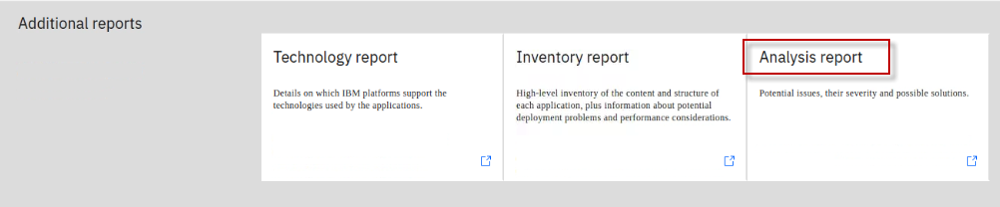 Additional reports
Technology report
Details on which IBM platforms support the
technologies used by the applications.
Inventory report
High-level inventory of the content and structure of
each application, plus information about potential
deployment problems and performance considerations.
Analysis report
Potential issues, their severity and possible solutions.